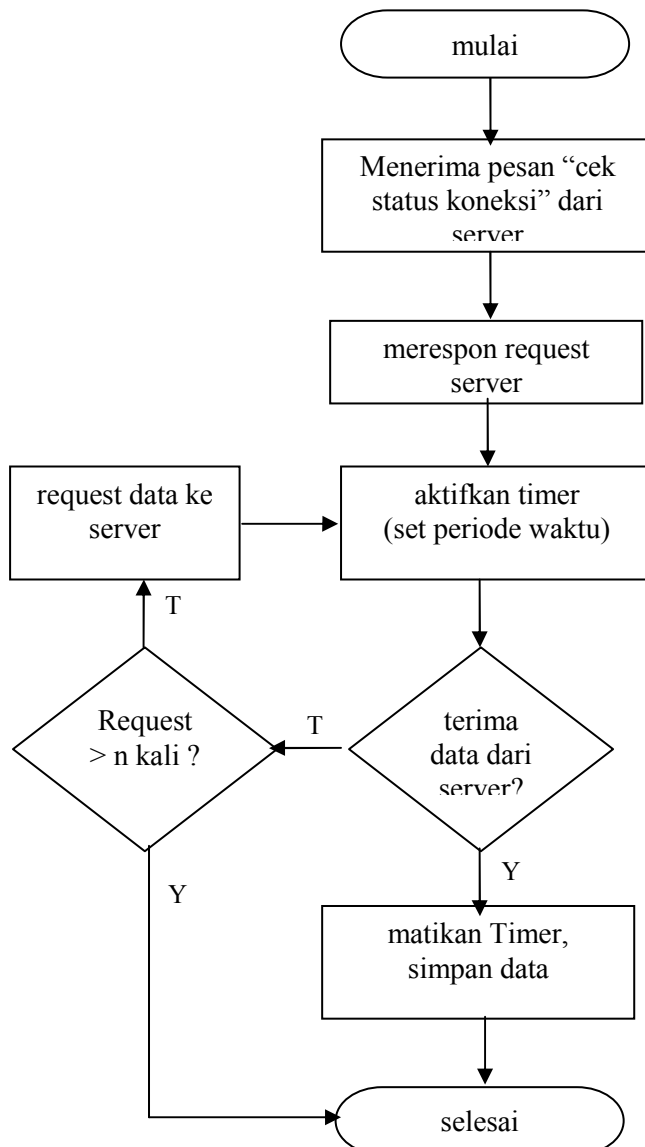 mulai
Menerima pesan “cek
status koneksi” dari
server
merespon request
server
request data ke
server
aktifkan timer
(set periode waktu)
T
Request
> n kali ?
T
terima
data dari
server?
Y
Y
matikan Timer,
simpan data
selesai